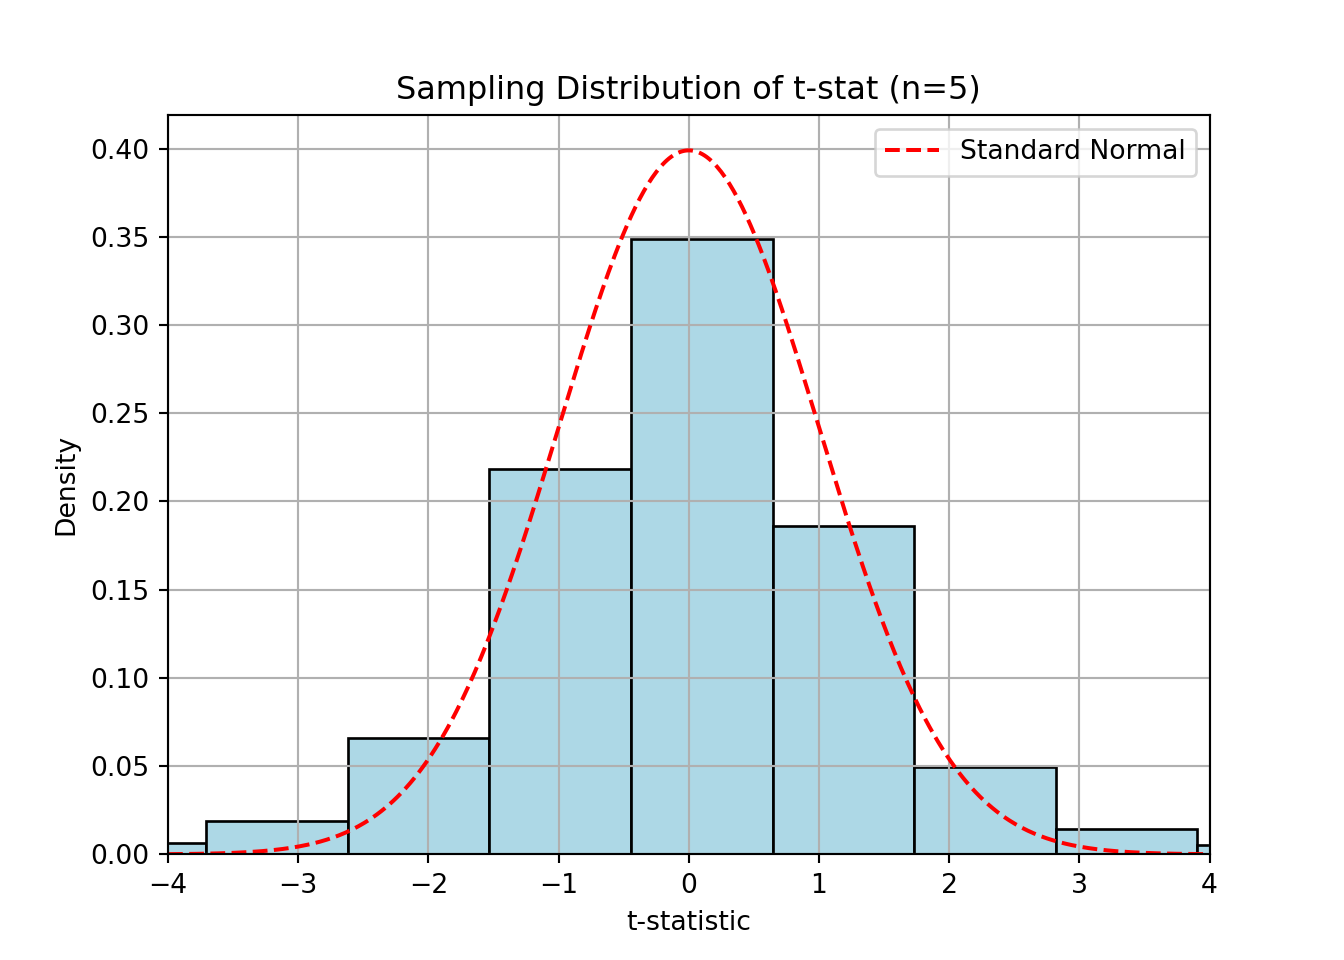 Sampling Distribution of t-stat (n=5)
Standard Normal
0.40
0.35
0.30
0.25
0.20
0.15
0.10
0.05
0.00
Density
−4 −3 −2 −1 0 1 2 3 4
t-statistic